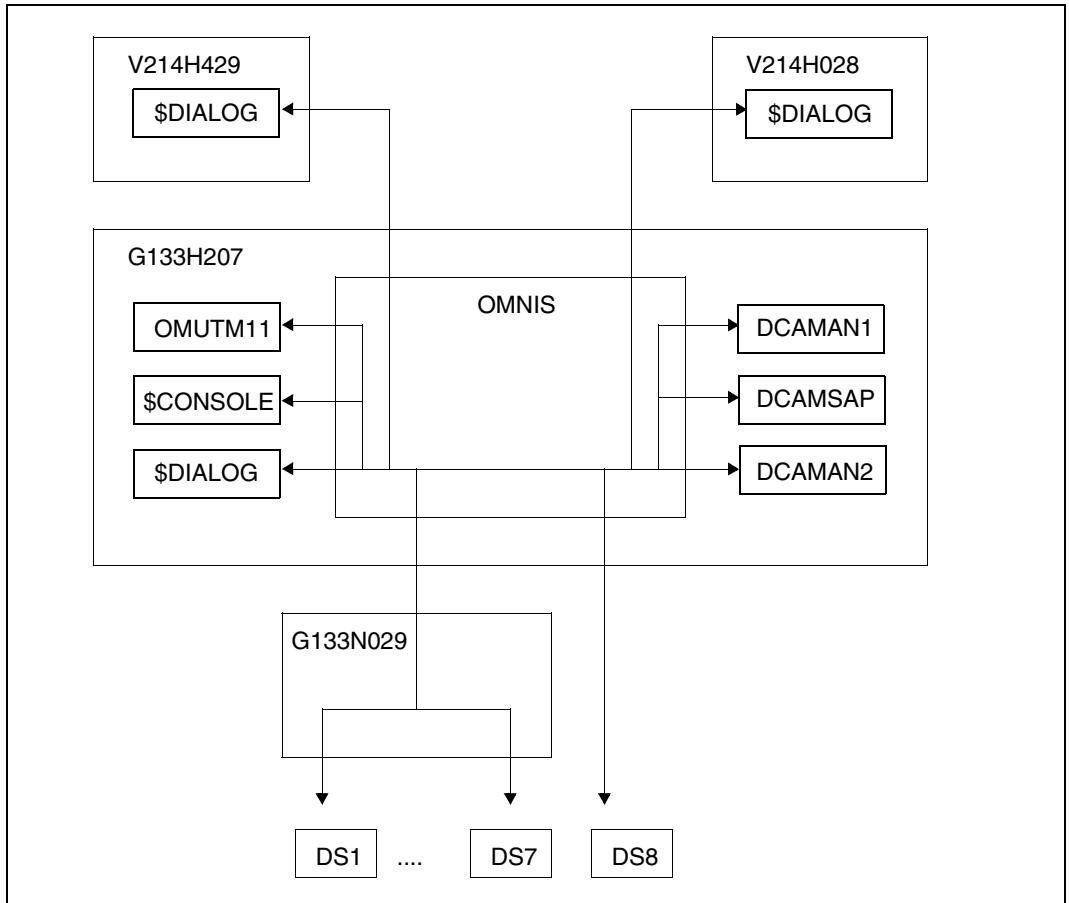 V214H429
$DIALOG
V214H028
$DIALOG
G133H207
OMNIS
OMUTM11
DCAMAN1
$CONSOLE
DCAMSAP
$DIALOG
DCAMAN2
G133N029
DS1 .... DS7 DS8